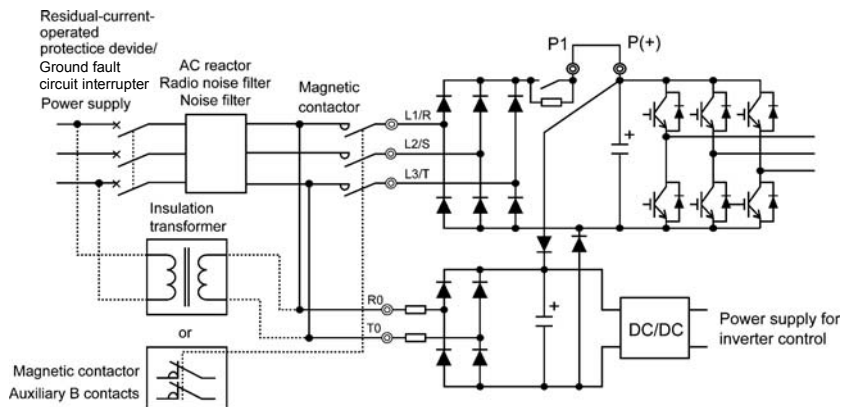 Residual-current-
operated
protectice devide/
Ground fault
circuit interrupter
Power supply
AC reactor
Radio noise filter
Noise filter
Magnetic
contactor
L1/R
L2/S
L3/T
P1
P(+)
+
Insulation
transformer
or
Magnetic contactor
Auxiliary B contacts
R0
T0
+
DC/DC
Power supply for
inverter control